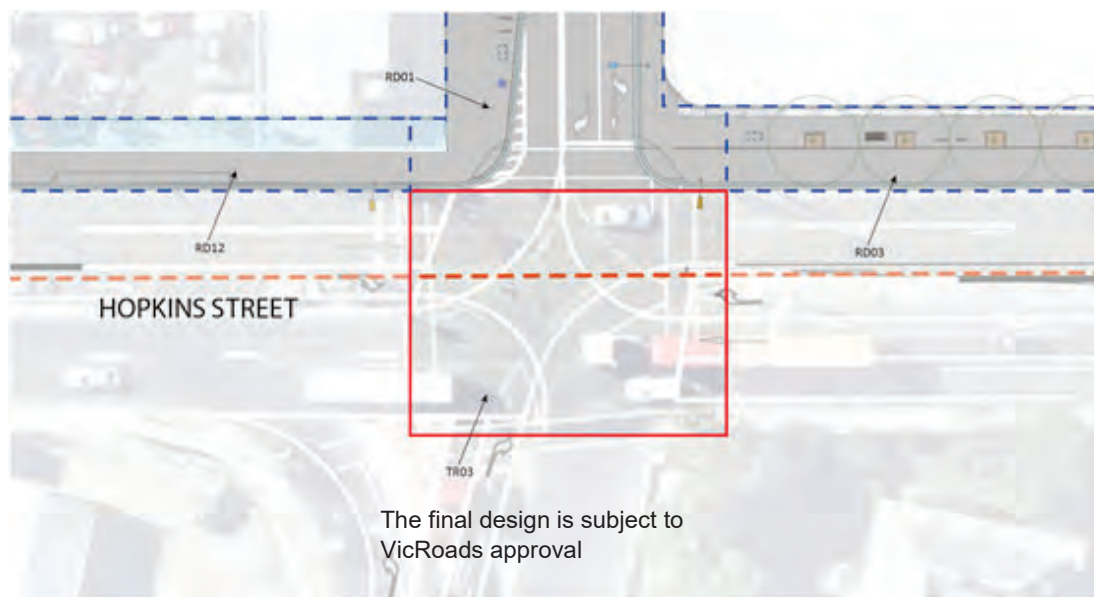 RD01
RD12
RD03
HOPKINS STREET
TR03
The final design is subject to
VicRoads approval